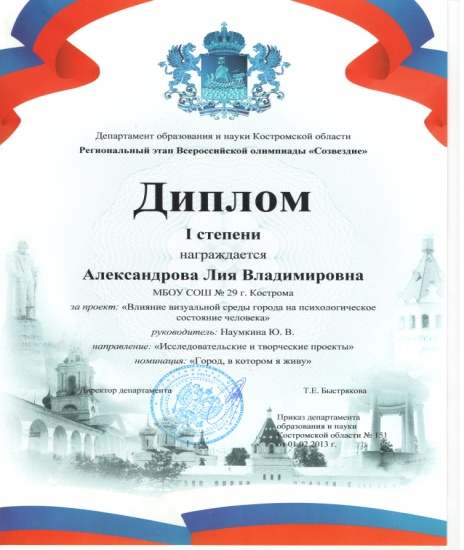 Департамент образования и науки Костромской области
Региональный этап Всероссийской олимпиады «Созвездие»
Диплом
I степени
награждается
Александрова Лия Владимировна
МБОУ СОШ № 29 г. Кострома
за проект: «Влияние визуальной среды города на психологическое
состояние человека»
руководитель: Наумкина Ю. В.
направление: «Исследовательские и творческие проекты»
номинация: «Город, в котором я живу»
Директор департамента
Т.Е. Быстрякова
Приказ департамента
образования и науки
Костромской области № 151
от 01.02.2013 г.